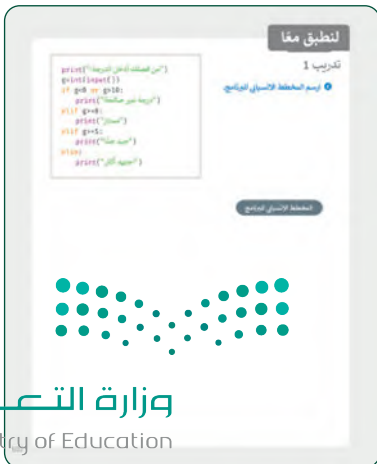 لنطبق معًا
تدريب 1
ارسم المخطط الانسيابي للبرنامج.
print("من فضلك أدخل الدرجة:")
g=int(input())
if g<0 or g>10:
print("درجة غير صالحة")
elif g>=8:
print("ممتاز")
elif g>=5:
print("جيد جدًا")
else:
print("اجتهد أكثر")
المخطط الانسيابي للبرنامج
وزارة التعـ
try of Education